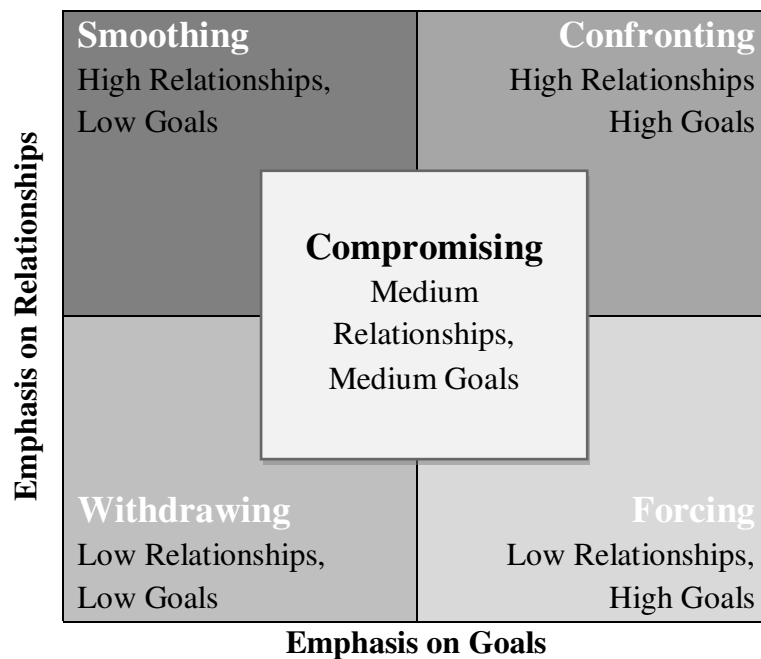 Smoothing
High Relationships,
Low Goals
Confronting
High Relationships
High Goals
Compromising
Medium
Relationships,
Medium Goals
Withdrawing
Low Relationships,
Low Goals
Forcing
Low Relationships,
High Goals
Emphasis on Relationships
Emphasis on Goals